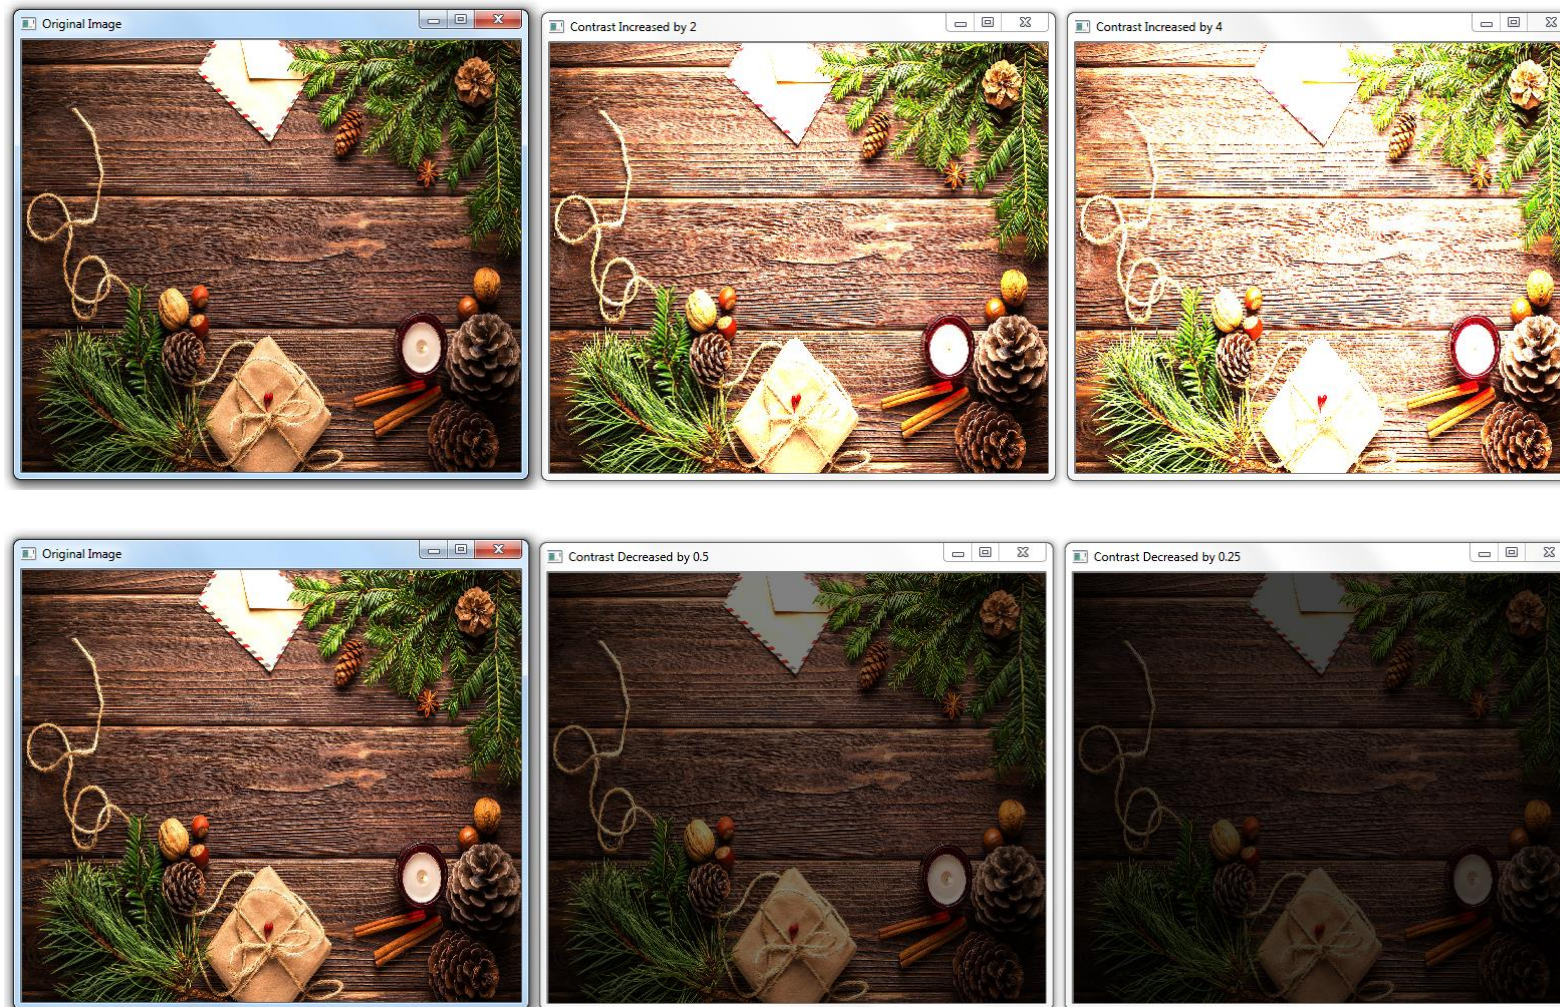 Original Image
Contrast Increased by 2
Contrast Increased by 4
Original Image
Contrast Decreased by 0.5
Contrast Decreased by 0.25